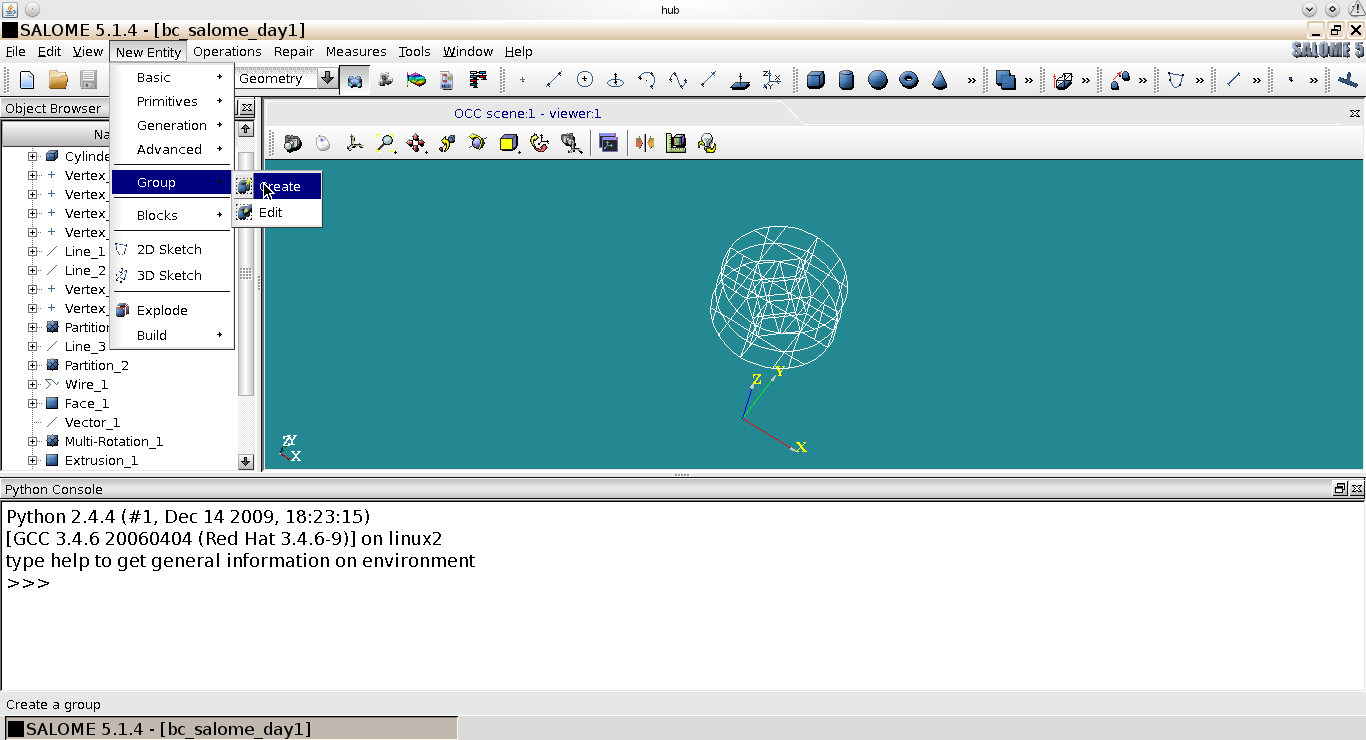 hub
SALOME 5.1.4 - [bc_salome_day1]
File Edit View New Entity Operations Repair Measures Tools Window Help
SALOME 5
Geometry
Basic
Primitives
Generation
Advanced
Group
Create
Edit
Blocks
2D Sketch
3D Sketch
Explode
Build
Object Browser
Na
Cylinde
Vertex_
Vertex_
Vertex_
Vertex_
Line_1
Line_2
Vertex_
Vertex_
Partition
Line_3
Partition_2
Wire_1
Face_1
Vector_1
Multi-Rotation_1
Extrusion_1
OCC scene:1 - viewer:1
Z Y
X
Z Y
X
Python Console
Python 2.4.4 (#1, Dec 14 2009, 18:23:15)
[GCC 3.4.6 20060404 (Red Hat 3.4.6-9)] on linux2
type help to get general information on environment
>>>
Create a group
SALOME 5.1.4 - [bc_salome_day1]